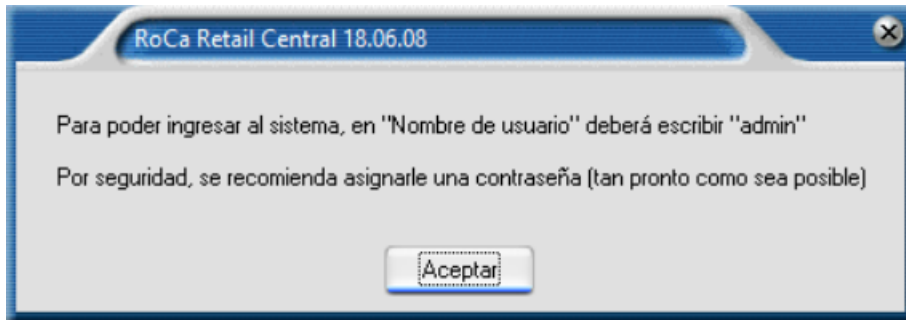 RoCa Retail Central 18.06.08
Para poder ingresar al sistema, en "Nombre de usuario" deberá escribir "admin"
Por seguridad, se recomienda asignarle una contraseña (tan pronto como sea posible)
Aceptar